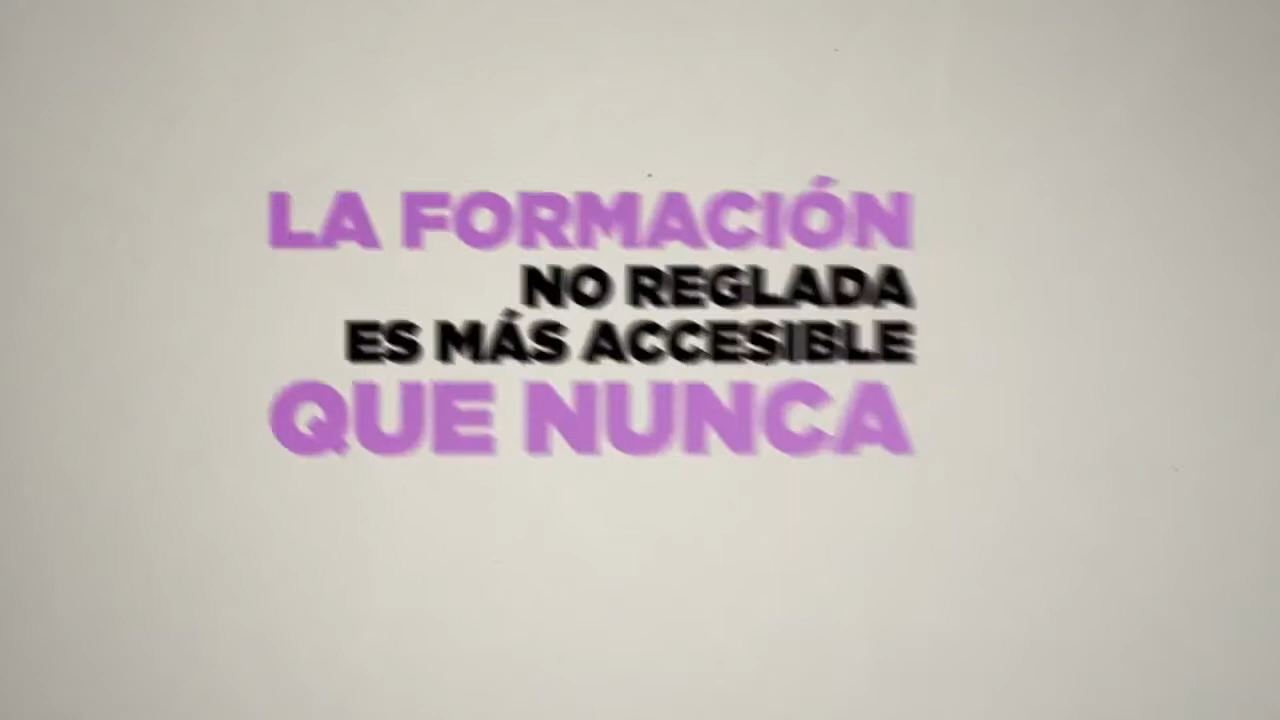 LA FORMACIÓN
NO REGLADA
ES MÁS ACCESIBLE
QUE NUNCA